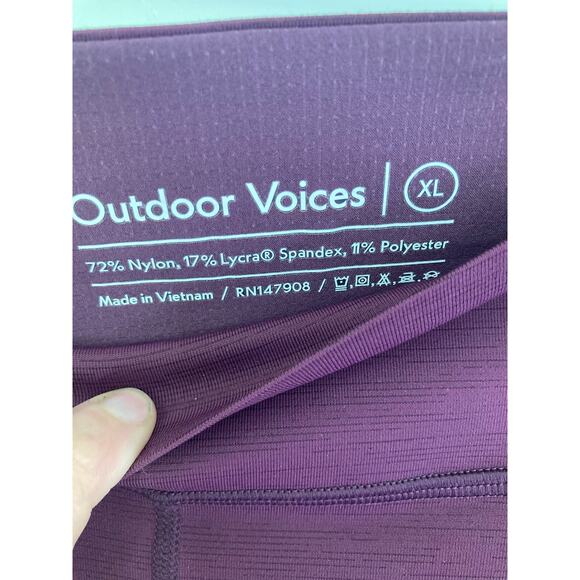 Outdoor Voices | XL
72% Nylon, 17% Lycra® Spandex, 11% Polyester
Made in Vietnam / RN147908 /